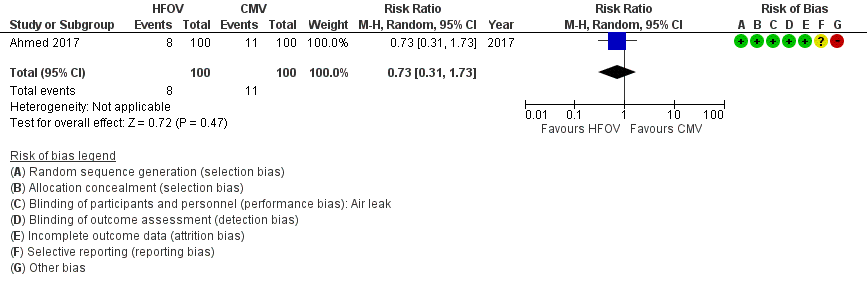 HFOV CMV Risk Ratio Risk Ratio Risk of Bias
Study or Subgroup Events Total Events Total Weight M-H, Random, 95% CI Year M-H, Random, 95% CI A B C D E F G
Ahmed 2017 8 100 11 100 100.0% 0.73 [0.31, 1.73] 2017 + + + + + ? -
Total (95% CI) 100 100 100.0% 0.73 [0.31, 1.73]
Total events 8 11
Heterogeneity: Not applicable
Test for overall effect: Z = 0.72 (P = 0.47)
0.01 0.1 1 10 100
Favours HFOV Favours CMV
Risk of bias legend
(A) Random sequence generation (selection bias)
(B) Allocation concealment (selection bias)
(C) Blinding of participants and personnel (performance bias): Air leak
(D) Blinding of outcome assessment (detection bias)
(E) Incomplete outcome data (attrition bias)
(F) Selective reporting (reporting bias)
(G) Other bias